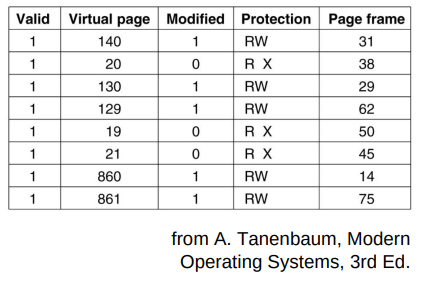 Valid Virtual page Modified Protection Page frame
1 140 1 RW 31
1 20 0 R X 38
1 130 1 RW 29
1 129 1 RW 62
1 19 0 R X 50
1 21 0 R X 45
1 860 1 RW 14
1 861 1 RW 75
from A. Tanenbaum, Modern
Operating Systems, 3rd Ed.